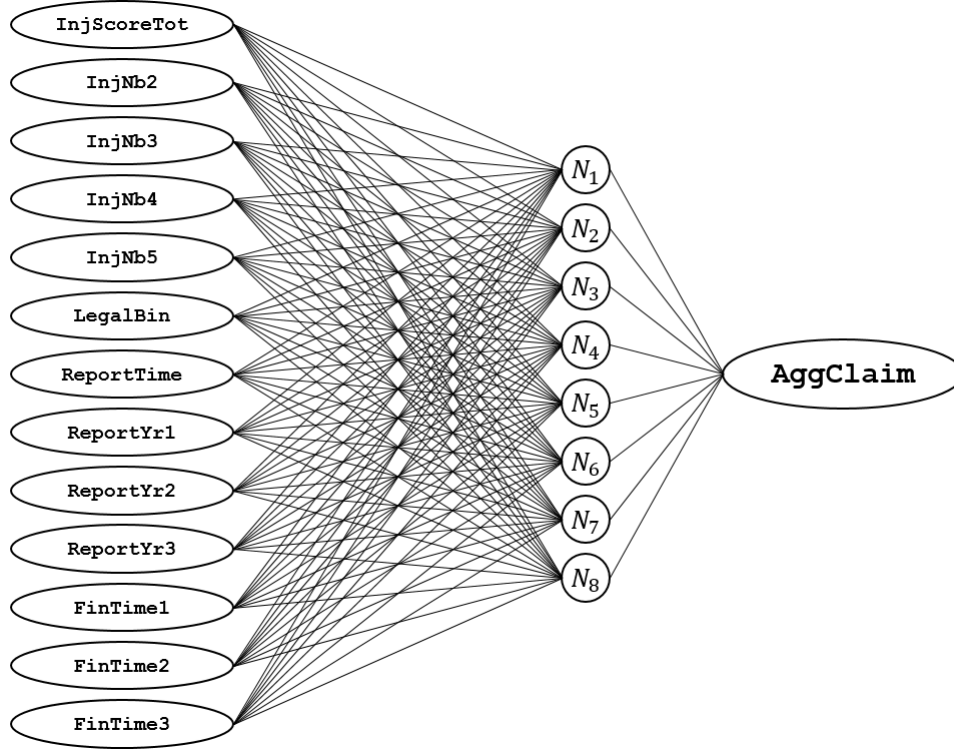 InjScoreTot
InjNb2
InjNb3
InjNb4
InjNb5
LegalBin
ReportTime
ReportYr1
ReportYr2
ReportYr3
FinTime1
FinTime2
FinTime3
N₁
N₂
N₃
N₄
N₅
N₆
N₇
N₈
AggClaim